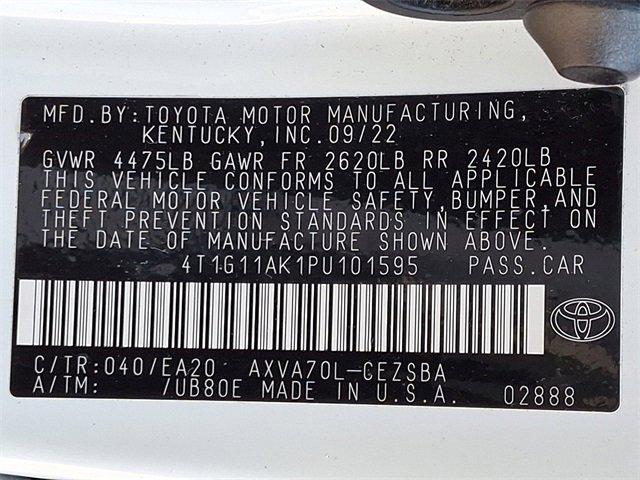 MFD.BY:TOYOTA MOTOR MANUFACTURING,
KENTUCKY,INC.09/22
GVWR 4475LB GAWR FR 2620LB RR 2420LB
THIS VEHICLE CONFORMS TO ALL APPLICABLE
FEDERAL MOTOR VEHICLE SAFETY,BUMPER,AND
THEFT PREVENTION STANDARDS IN EFFECT ON
THE DATE OF MANUFACTURE SHOWN ABOVE.
4T1G11AK1PU101595 PASS.CAR
C/TR:040/EA20 AXVA70L-CEZSBA
A/TM: /UB80E MADE IN U.S.A. 02888